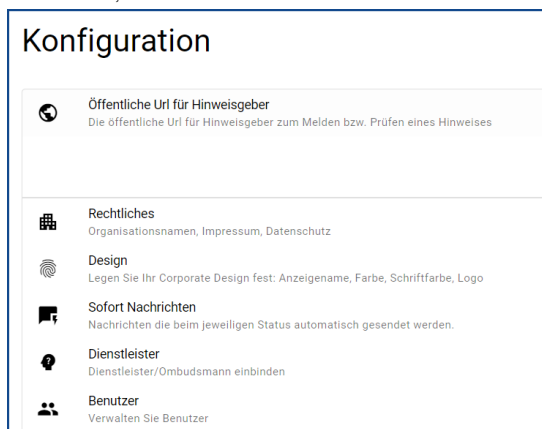 Konfiguration
Öffentliche Url für Hinweisgeber
Die öffentliche Url für Hinweisgeber zum Melden bzw. Prüfen eines Hinweises
Rechtliches
Organisationsnamen, Impressum, Datenschutz
Design
Legen Sie Ihr Corporate Design fest: Anzeigename, Farbe, Schriftfarbe, Logo
Sofort Nachrichten
Nachrichten die beim jeweiligen Status automatisch gesendet werden.
Dienstleister
Dienstleister/Ombudsmann einbinden
Benutzer
Verwalten Sie Benutzer